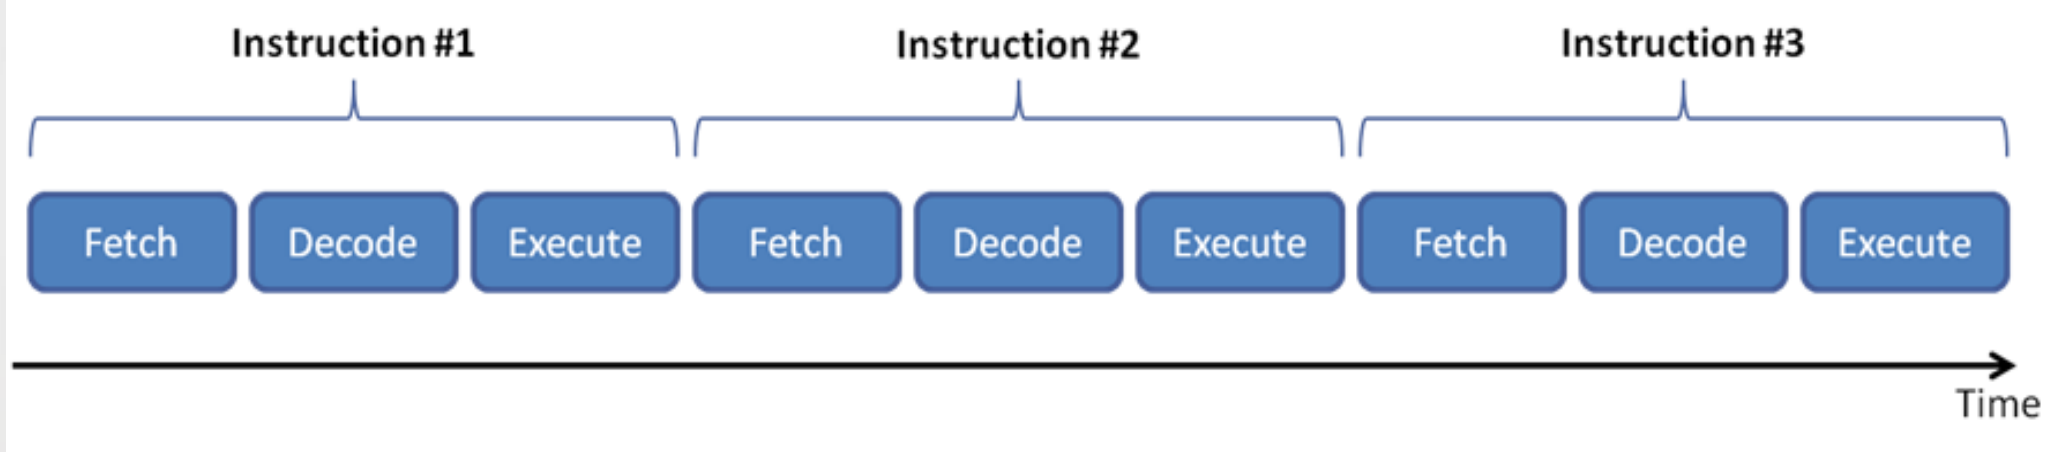 Instruction #1 Instruction #2 Instruction #3
Fetch Decode Execute Fetch Decode Execute Fetch Decode Execute
Time